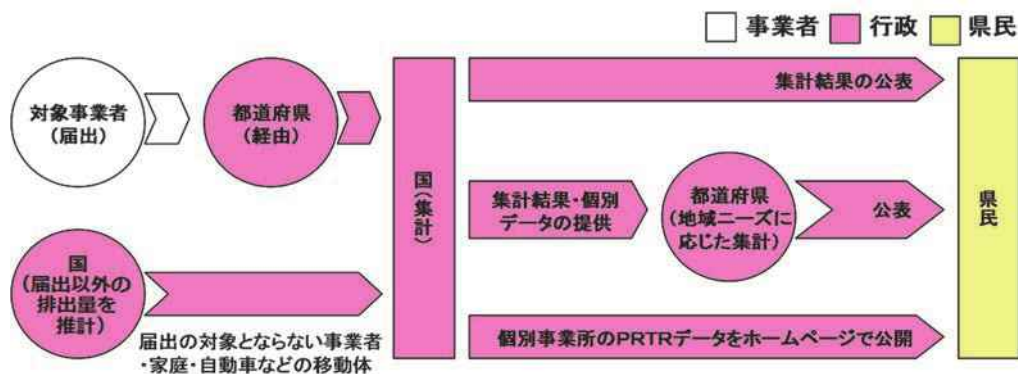 事業者 行政 県民
対象事業者
(届出)
都道府県
(経由)
国
(届出以外の
排出量を
推計)
届出の対象とならない事業者
・家庭・自動車などの移動体
国(集計)
集計結果の公表
集計結果・個別
データの提供
都道府県
(地域ニーズに
応じた集計)
公表
個別事業所のPRTRデータをホームページで公開
県民